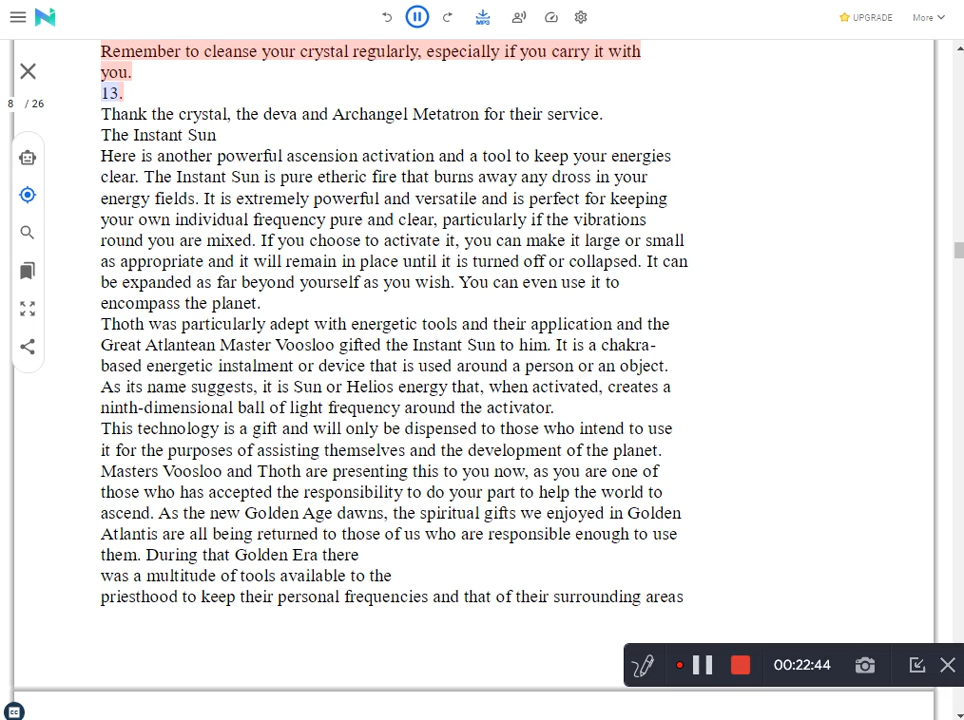 MP3
UPGRADE
More
Remember to cleanse your crystal regularly, especially if you carry it with
you.
8 / 26
13.
Thank the crystal, the deva and Archangel Metatron for their service.
The Instant Sun
Here is another powerful ascension activation and a tool to keep your energies
clear. The Instant Sun is pure etheric fire that burns away any dross in your
energy fields. It is extremely powerful and versatile and is perfect for keeping
your own individual frequency pure and clear, particularly if the vibrations
round you are mixed. If you choose to activate it, you can make it large or small
as appropriate and it will remain in place until it is turned off or collapsed. It can
be expanded as far beyond yourself as you wish. You can even use it to
encompass the planet.
Thoth was particularly adept with energetic tools and their application and the
Great Atlantean Master Voosloo gifted the Instant Sun to him. It is a chakra-
based energetic instalment or device that is used around a person or an object.
As its name suggests, it is Sun or Helios energy that, when activated, creates a
ninth-dimensional ball of light frequency around the activator.
This technology is a gift and will only be dispensed to those who intend to use
it for the purposes of assisting themselves and the development of the planet.
Masters Voosloo and Thoth are presenting this to you now, as you are one of
those who has accepted the responsibility to do your part to help the world to
ascend. As the new Golden Age dawns, the spiritual gifts we enjoyed in Golden
Atlantis are all being returned to those of us who are responsible enough to use
them. During that Golden Era there
was a multitude of tools available to the
priesthood to keep their personal frequencies and that of their surrounding areas
00:22:44
cc